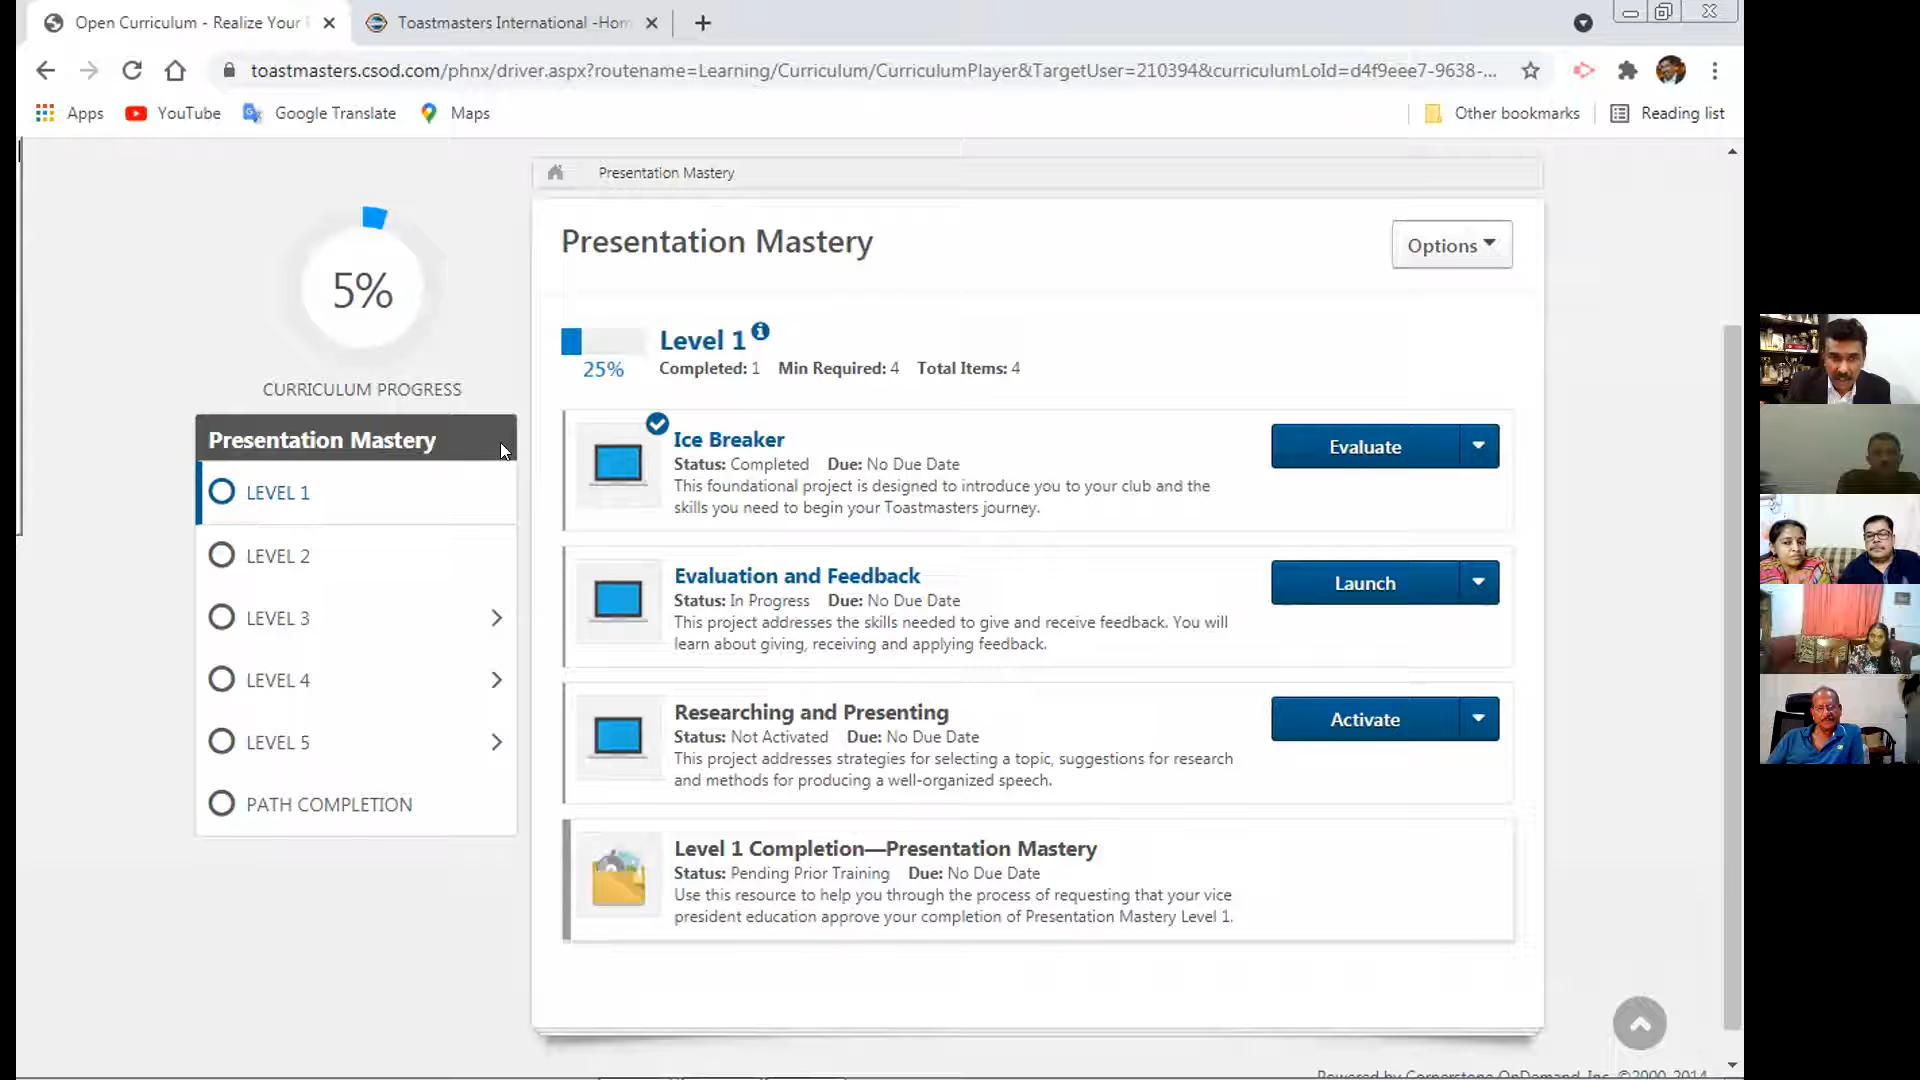 Open Curriculum - Realize Your
Toastmasters International -Hom
toastmasters.csod.com/phnx/driver.aspx?routename=Learning/Curriculum/CurriculumPlayer&TargetUser=210394&curriculumLoId=d4f9eee7-9638-...
Apps
YouTube
Google Translate
Maps
Other bookmarks
Reading list
Presentation Mastery
5%
CURRICULUM PROGRESS
Presentation Mastery
LEVEL 1
LEVEL 2
LEVEL 3
LEVEL 4
LEVEL 5
PATH COMPLETION
Presentation Mastery
Options
25%
Level 1
Completed: 1 Min Required: 4 Total Items: 4
Ice Breaker
Status: Completed Due: No Due Date
This foundational project is designed to introduce you to your club and the
skills you need to begin your Toastmasters journey.
Evaluate
Evaluation and Feedback
Status: In Progress Due: No Due Date
This project addresses the skills needed to give and receive feedback. You will
learn about giving, receiving and applying feedback.
Launch
Researching and Presenting
Status: Not Activated Due: No Due Date
This project addresses strategies for selecting a topic, suggestions for research
and methods for producing a well-organized speech.
Activate
Level 1 Completion—Presentation Mastery
Status: Pending Prior Training Due: No Due Date
Use this resource to help you through the process of requesting that your vice
president education approve your completion of Presentation Mastery Level 1.
Powered by Cornerstone OnDemand, Inc. ©2000-2014